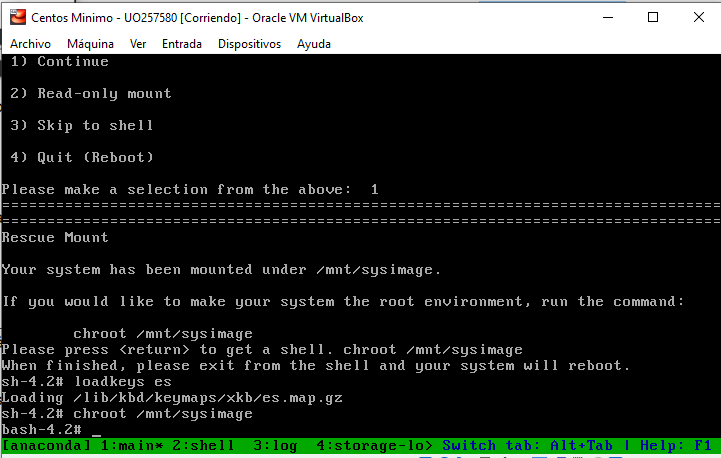 Centos Minimo - UO257580 [Corriendo] - Oracle VM VirtualBox
Archivo Máquina Ver Entrada Dispositivos Ayuda
1) Continue
2) Read-only mount
3) Skip to shell
4) Quit (Reboot)
Please make a selection from the above:  1
================================================================================
================================================================================
Rescue Mount
Your system has been mounted under /mnt/sysimage.
If you would like to make your system the root environment, run the command:
chroot /mnt/sysimage
Please press <return> to get a shell. chroot /mnt/sysimage
When finished, please exit from the shell and your system will reboot.
sh-4.2# loadkeys es
Loading /lib/kbd/keymaps/xkb/es.map.gz
sh-4.2# chroot /mnt/sysimage
bash-4.2# _
[anaconda] 1:main* 2:shell  3:log  4:storage-lo> Switch tab: Alt+Tab | Help: F1